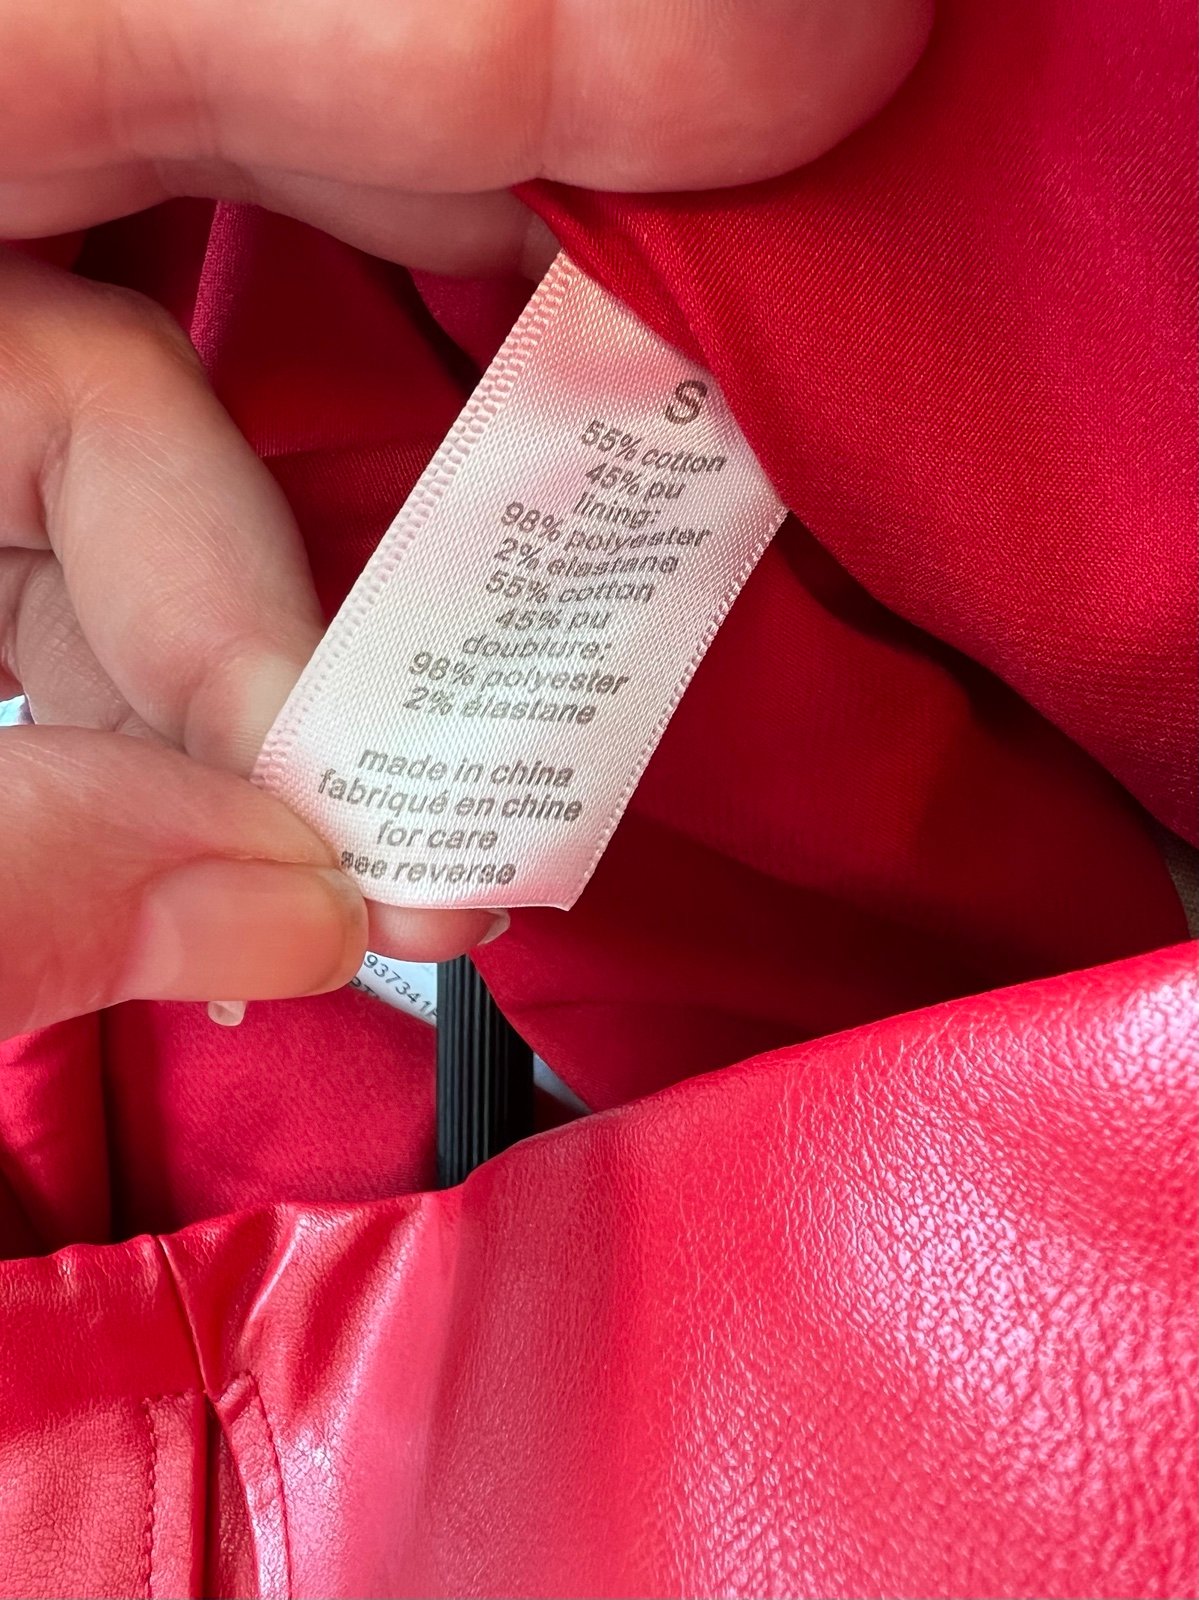 S
55% cotton
45% pu
lining:
98% polyester
2% elastane
55% cotton
45% pu
doublure:
98% polyester
2% élastane
made in china
fabriqué en chine
for care
see reverse
937341